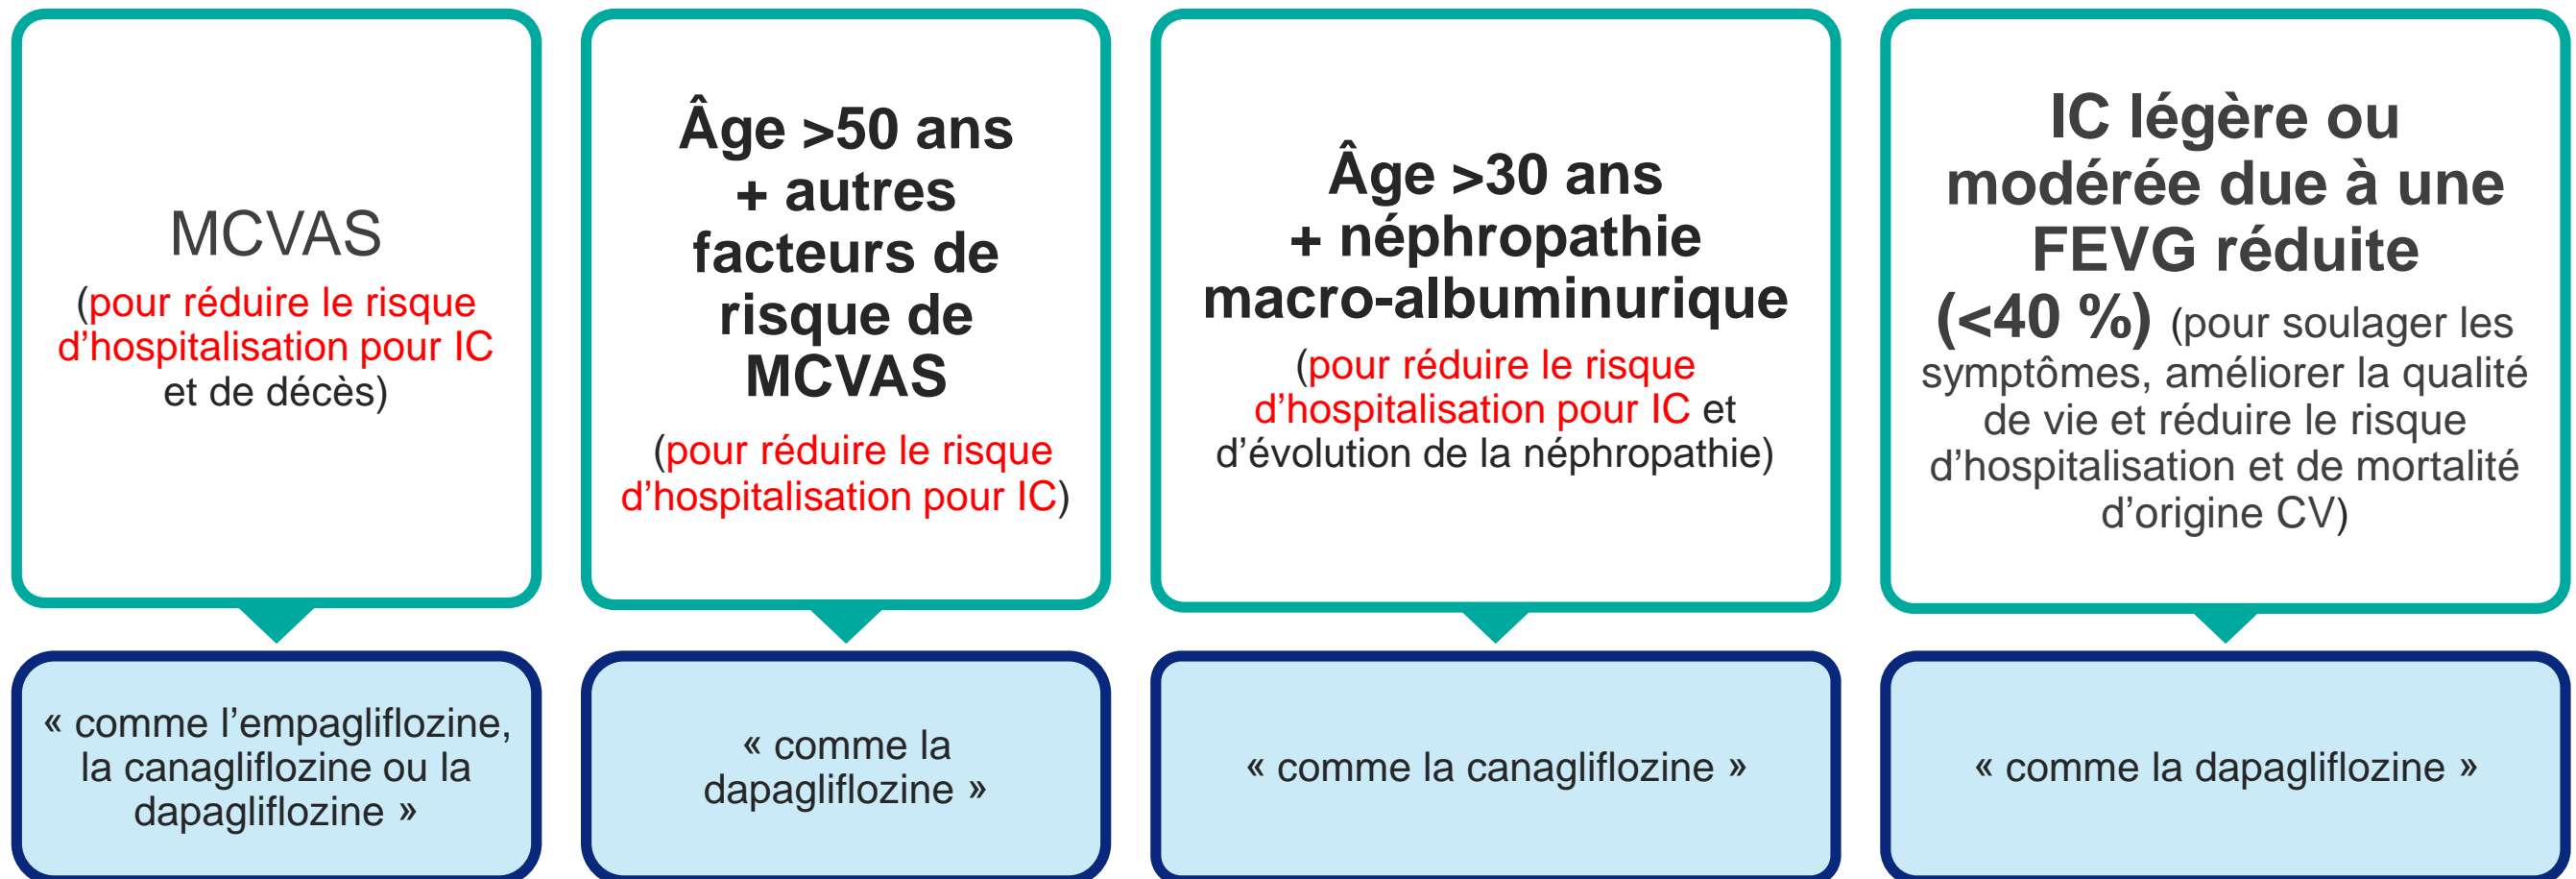 MCVAS
(pour réduire le risque
d’hospitalisation pour IC
et de décès)
« comme l’empagliflozine,
la canagliflozine ou la
dapagliflozine »
Âge >50 ans
+ autres
facteurs de
risque de
MCVAS
(pour réduire le risque
d’hospitalisation pour IC)
« comme la
dapagliflozine »
Âge >30 ans
+ néphropathie
macro-albuminurique
(pour réduire le risque
d’hospitalisation pour IC et
d’évolution de la néphropathie)
« comme la canagliflozine »
IC légère ou
modérée due à une
FEVG réduite
(<40 %) (pour soulager les
symptômes, améliorer la qualité
de vie et réduire le risque
d’hospitalisation et de mortalité
d’origine CV)
« comme la dapagliflozine »